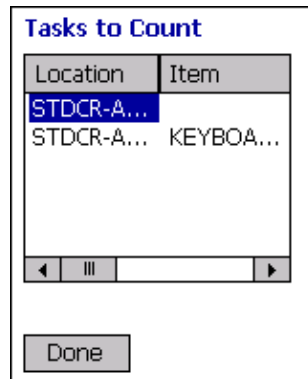 Tasks to Count
Location Item
STDCR-A...
STDCR-A... KEYBOA...
Done